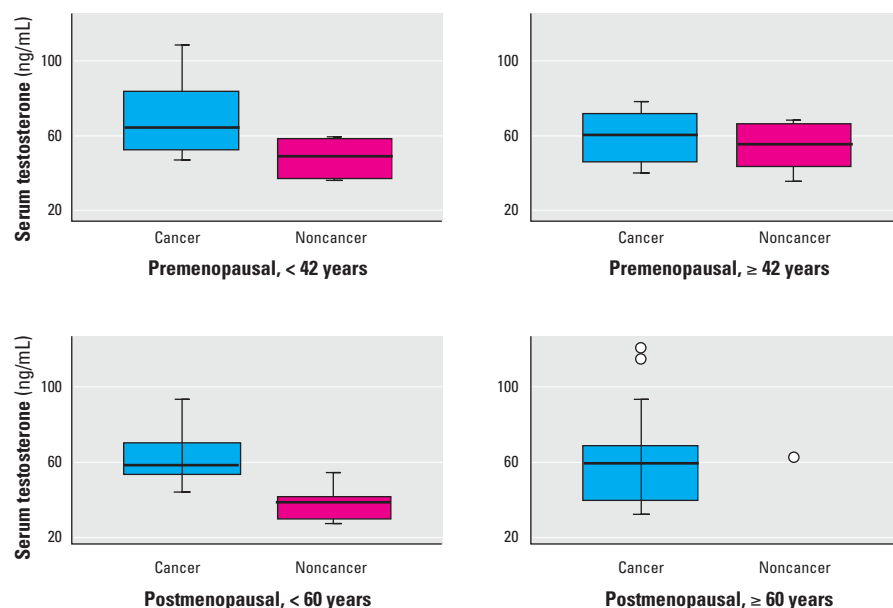 Serum testosterone (ng/mL)
100
60
20
Cancer Noncancer
Premenopausal, < 42 years
100
60
20
Cancer Noncancer
Premenopausal, ≥ 42 years
Serum testosterone (ng/mL)
100
60
20
Cancer Noncancer
Postmenopausal, < 60 years
100
60
20
Cancer Noncancer
Postmenopausal, ≥ 60 years